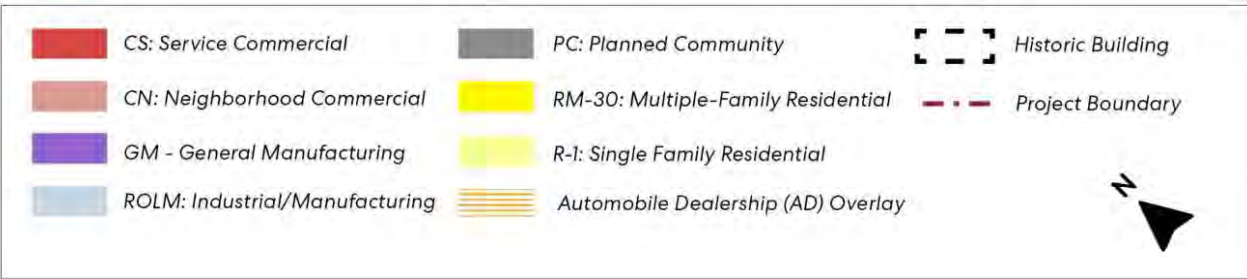 CS: Service Commercial
CN: Neighborhood Commercial
GM - General Manufacturing
ROLM: Industrial/Manufacturing
PC: Planned Community
RM-30: Multiple-Family Residential
R-1: Single Family Residential
Automobile Dealership (AD) Overlay
Historic Building
Project Boundary
N